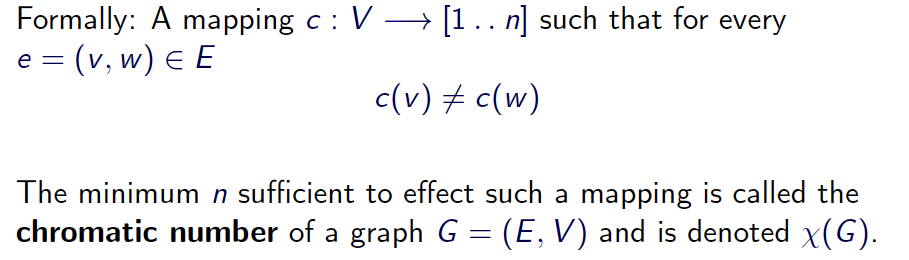 Formally: A mapping c : V ⟶ [1 . . n] such that for every
e = (v, w) ∈ E
c(v) ≠ c(w)
The minimum n sufficient to effect such a mapping is called the
chromatic number of a graph G = (E, V) and is denoted χ(G).